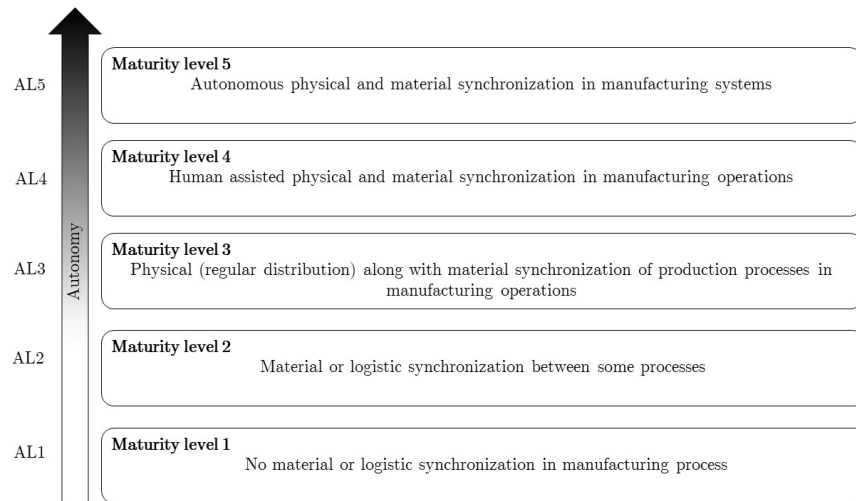 Maturity level 5
AL5
Autonomous physical and material synchronization in manufacturing systems
Maturity level 4
AL4
Human assisted physical and material synchronization in manufacturing operations
Autonomy
Maturity level 3
AL3
Physical (regular distribution) along with material synchronization of production processes in
manufacturing operations
Maturity level 2
AL2
Material or logistic synchronization between some processes
Maturity level 1
AL1
No material or logistic synchronization in manufacturing process